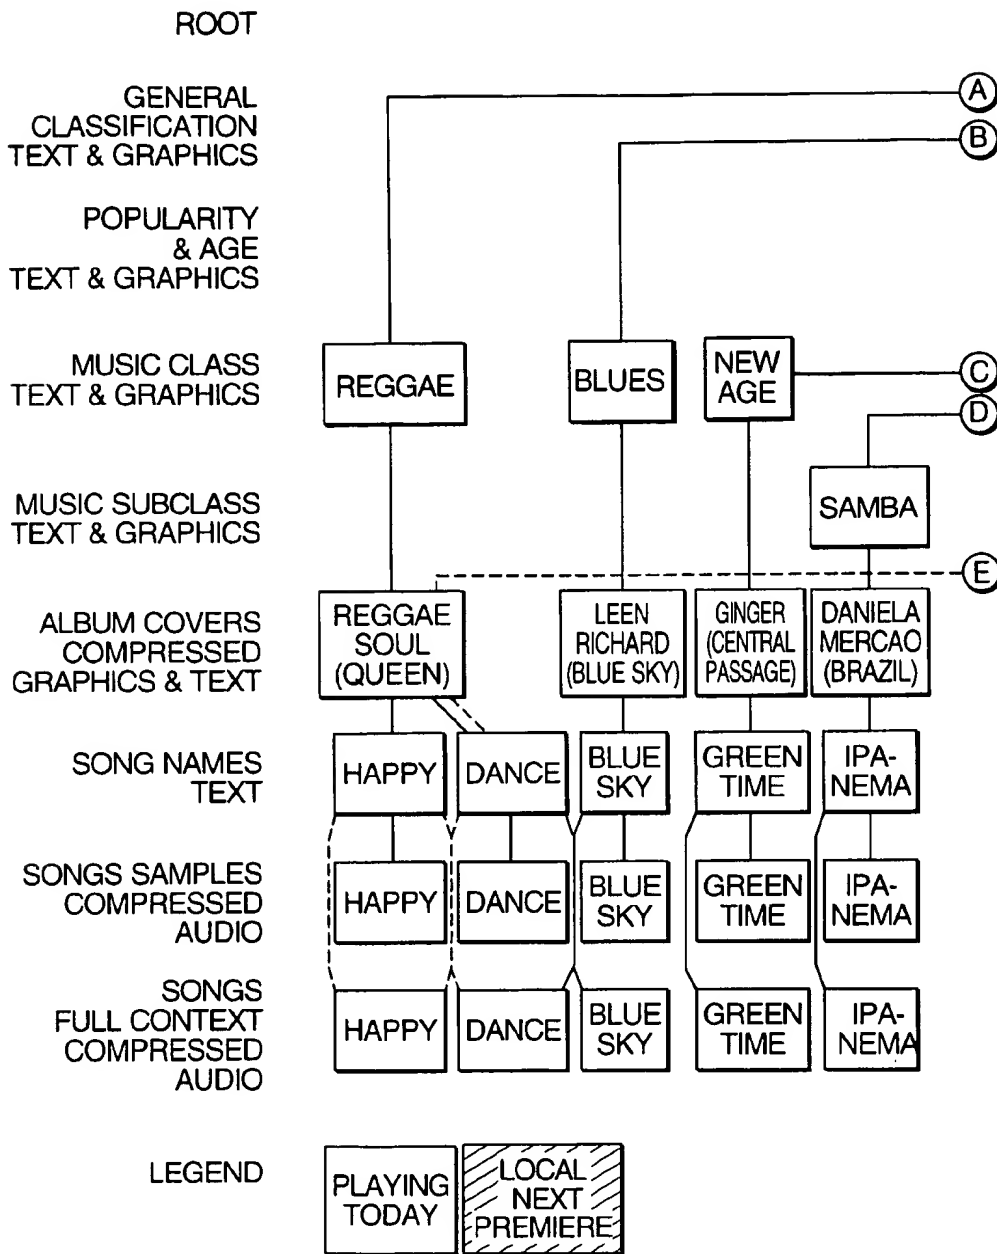 ROOT
GENERAL
CLASSIFICATION
TEXT & GRAPHICS
A
B
POPULARITY
& AGE
TEXT & GRAPHICS
MUSIC CLASS
TEXT & GRAPHICS
REGGAE
BLUES
NEW
AGE
C
D
MUSIC SUBCLASS
TEXT & GRAPHICS
SAMBA
E
ALBUM COVERS
COMPRESSED
GRAPHICS & TEXT
REGGAE
SOUL
(QUEEN)
LEEN
RICHARD
(BLUE SKY)
GINGER
(CENTRAL
PASSAGE)
DANIELA
MERCAO
(BRAZIL)
SONG NAMES
TEXT
HAPPY
DANCE
BLUE
SKY
GREEN
TIME
IPA-
NEMA
SONGS SAMPLES
COMPRESSED
AUDIO
HAPPY
DANCE
BLUE
SKY
GREEN
TIME
IPA-
NEMA
SONGS
FULL CONTEXT
COMPRESSED
AUDIO
HAPPY
DANCE
BLUE
SKY
GREEN
TIME
IPA-
NEMA
LEGEND
PLAYING
TODAY
LOCAL
NEXT
PREMIERE